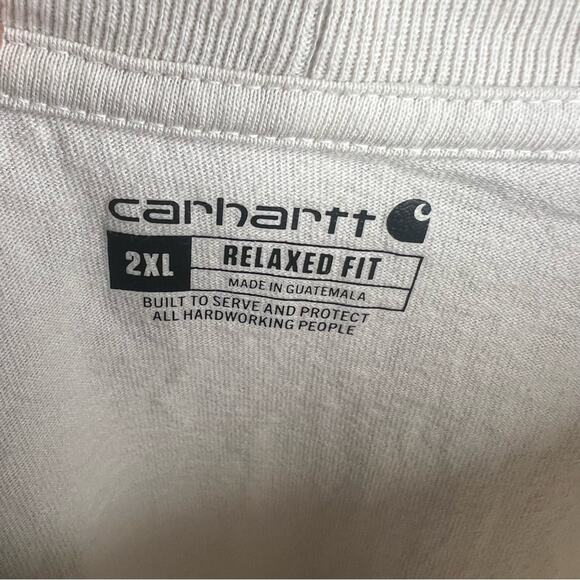 carhartt
2XL RELAXED FIT
MADE IN GUATEMALA
BUILT TO SERVE AND PROTECT
ALL HARDWORKING PEOPLE